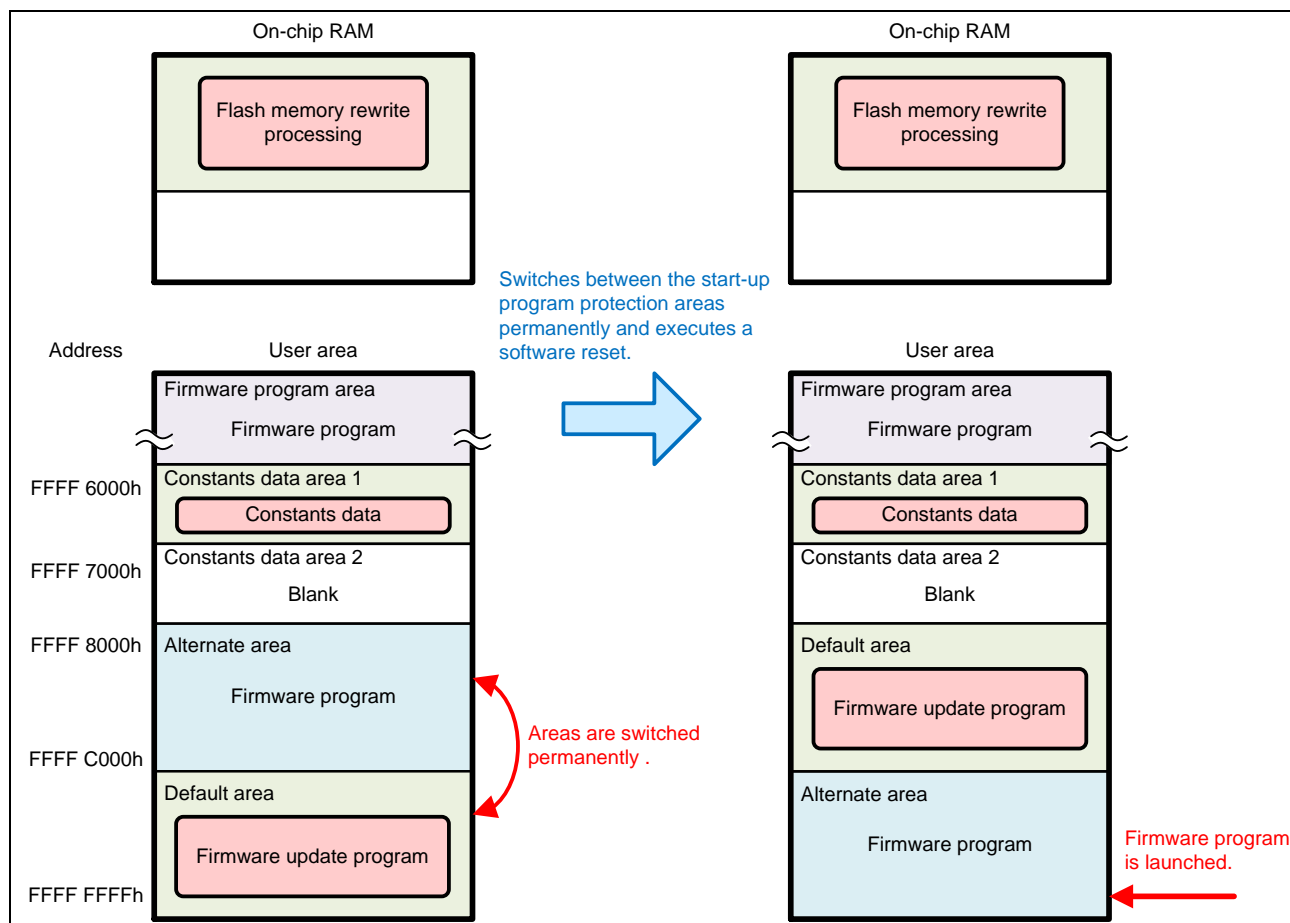 On-chip RAM
Flash memory rewrite
processing
On-chip RAM
Flash memory rewrite
processing
Switches between the start-up
program protection areas
permanently and executes a
software reset.
Address
User area
Firmware program area
Firmware program
FFFF 6000h
Constants data area 1
Constants data
FFFF 7000h
Constants data area 2
Blank
FFFF 8000h
Alternate area
Firmware program
FFFF C000h
Default area
Firmware update program
FFFF FFFFh
Areas are switched
permanently .
User area
Firmware program area
Firmware program
Constants data area 1
Constants data
Constants data area 2
Blank
Default area
Firmware update program
Alternate area
Firmware program
Firmware program
is launched.